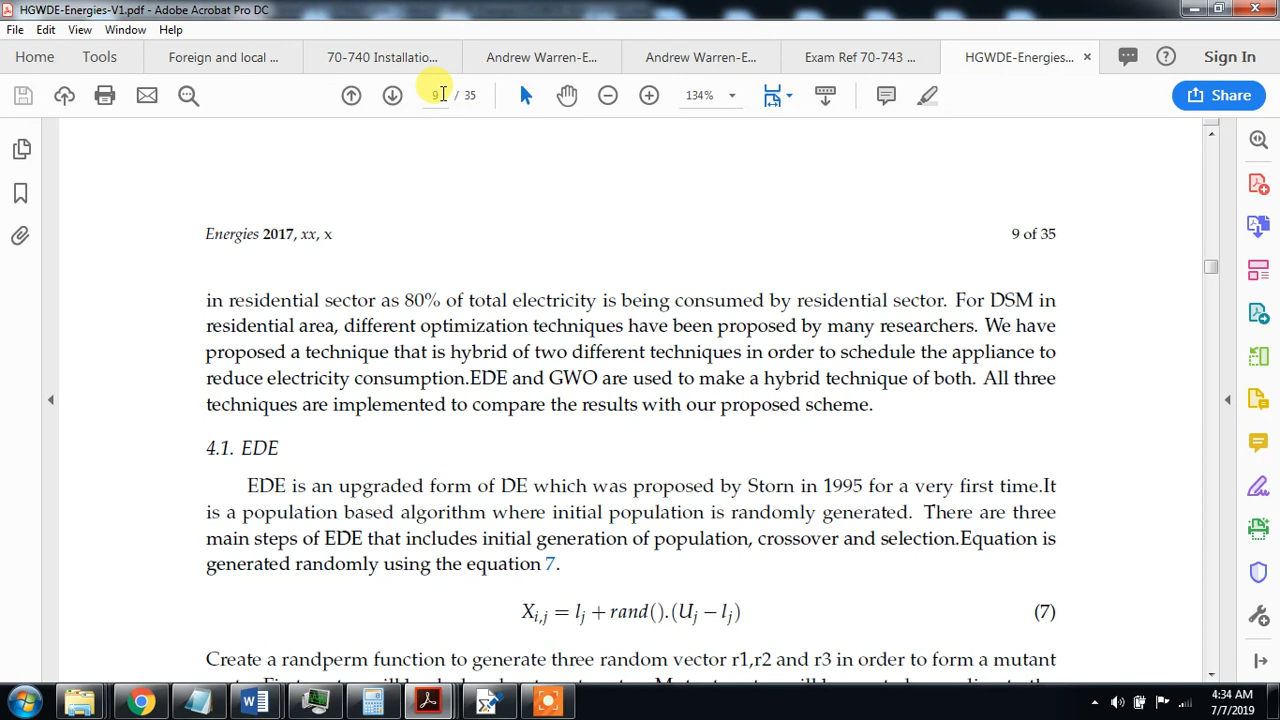 HGWDE-Energies-V1.pdf - Adobe Acrobat Pro DC
File Edit View Window Help
Home Tools Foreign and local ... 70-740 Installatio... Andrew Warren-E... Andrew Warren-E... Exam Ref 70-743 ... HGWDE-Energies... Sign In
9 / 35 134% Share
Energies 2017, xx, x 9 of 35
in residential sector as 80% of total electricity is being consumed by residential sector. For DSM in
residential area, different optimization techniques have been proposed by many researchers. We have
proposed a technique that is hybrid of two different techniques in order to schedule the appliance to
reduce electricity consumption.EDE and GWO are used to make a hybrid technique of both. All three
techniques are implemented to compare the results with our proposed scheme.
4.1. EDE
EDE is an upgraded form of DE which was proposed by Storn in 1995 for a very first time.It
is a population based algorithm where initial population is randomly generated. There are three
main steps of EDE that includes initial generation of population, crossover and selection.Equation is
generated randomly using the equation 7.
X_{i,j} = l_j + rand().(U_j − l_j) (7)
Create a randperm function to generate three random vector r1,r2 and r3 in order to form a mutant
4:34 AM
7/7/2019